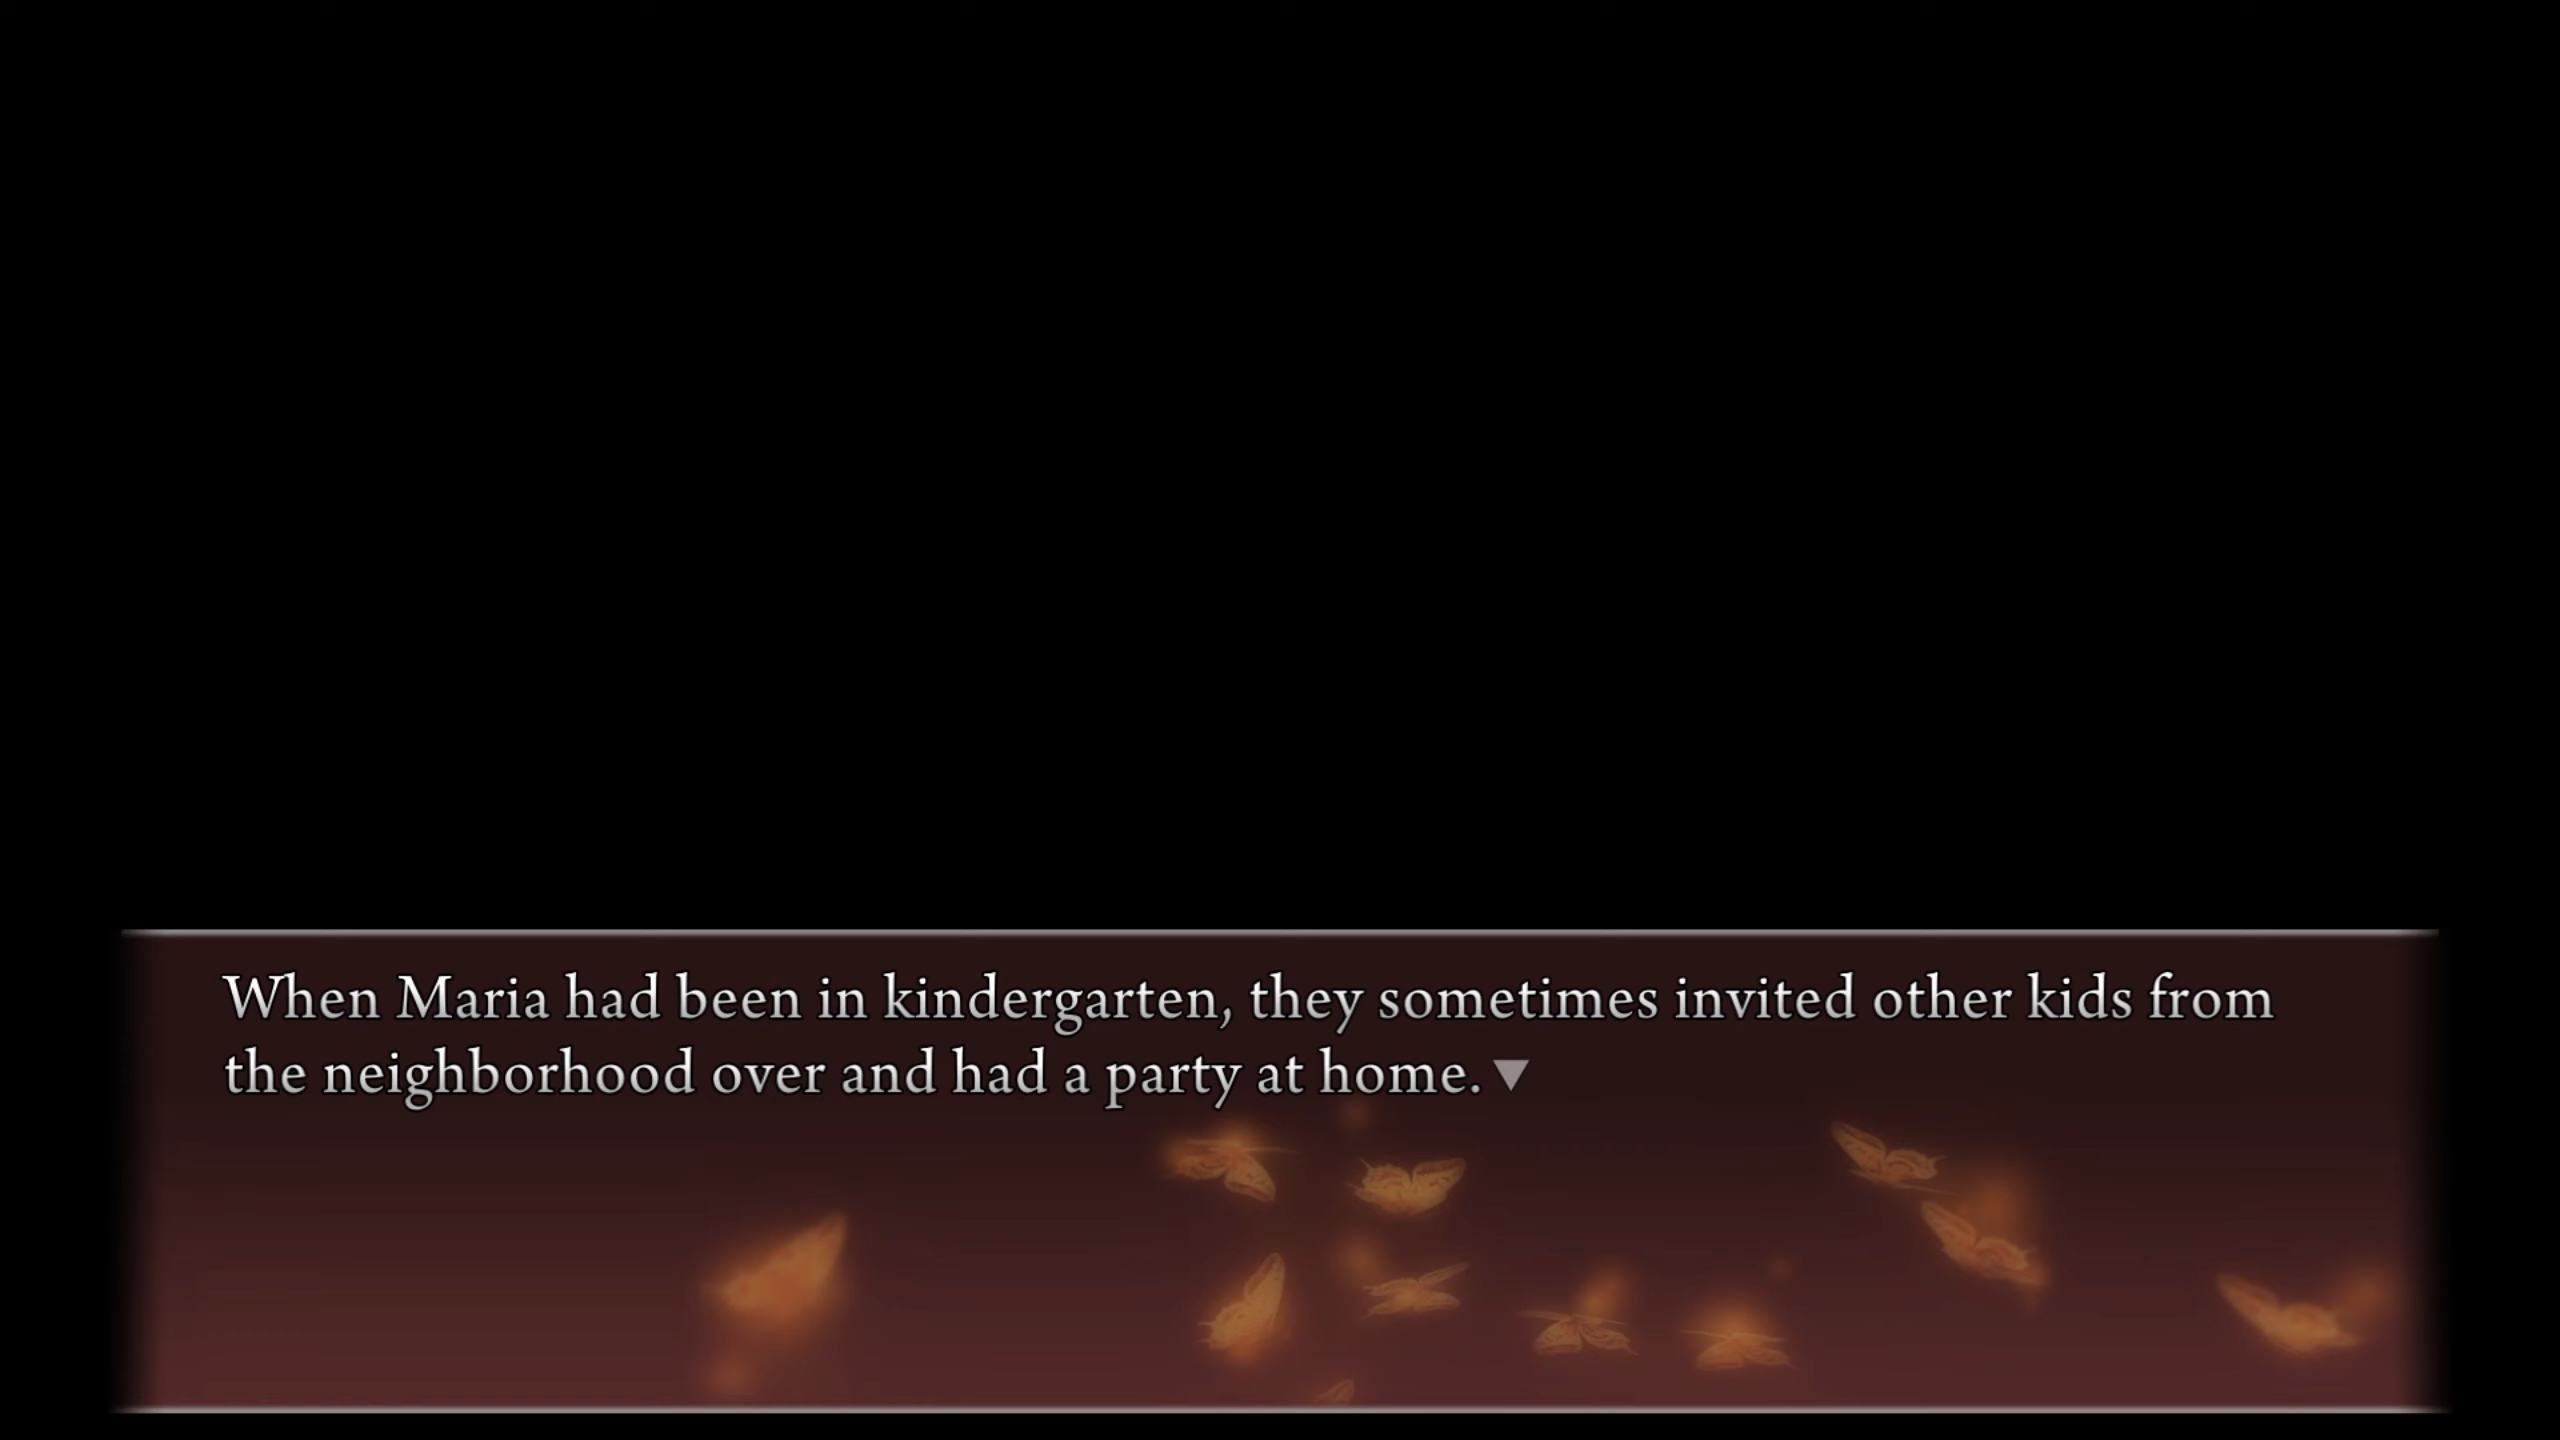 When Maria had been in kindergarten, they sometimes invited other kids from
the neighborhood over and had a party at home.